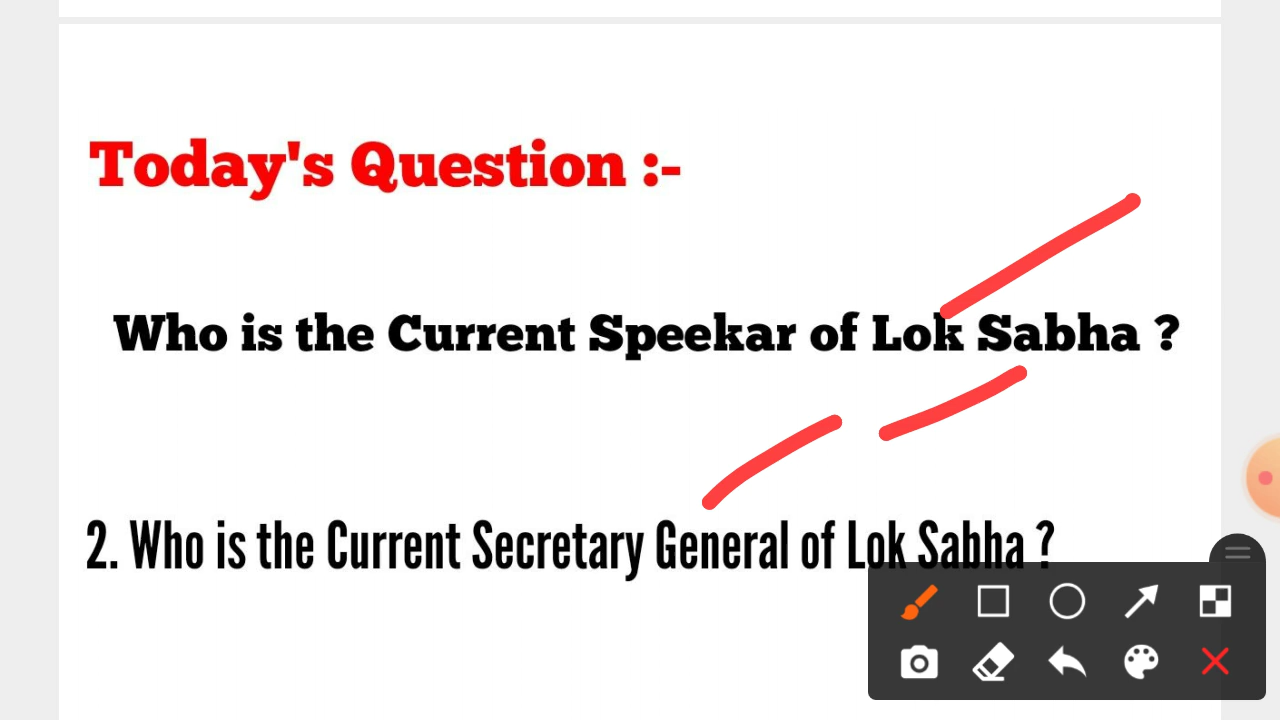 Today's Question :-
Who is the Current Speekar of Lok Sabha ?
2. Who is the Current Secretary General of Lok Sabha ?